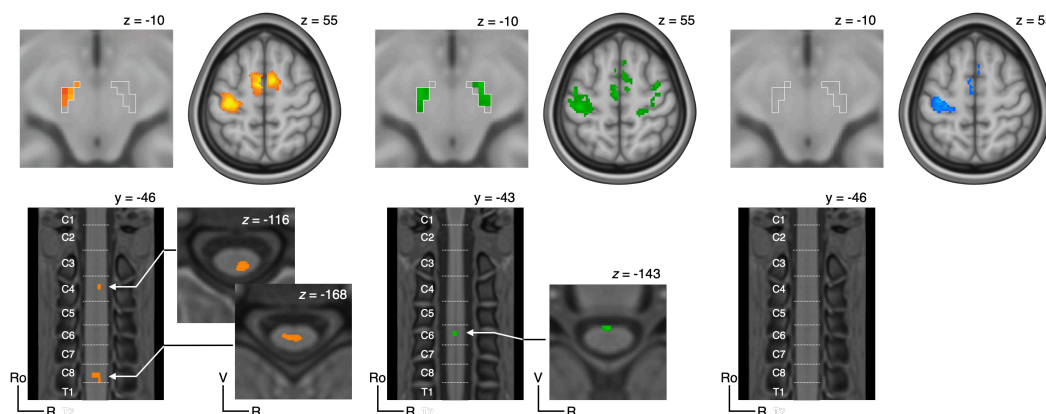 z = -10
z = 55
z = -10
z = 55
z = -10
y = -46
y = -43
y = -46
C1
C2
C3
C4
C5
C6
C7
C8
T1
z = -116
z = -168
Ro
R
V
R
C1
C2
C3
C4
C5
C6
C7
C8
T1
z = -143
Ro
R
V
R
C1
C2
C3
C4
C5
C6
C7
C8
T1
Ro
R